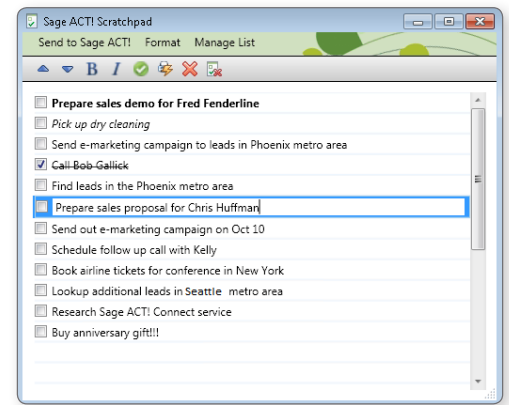 Sage ACT! Scratchpad
Send to Sage ACT! Format Manage List
B I
Prepare sales demo for Fred Fenderline
Pick up dry cleaning
Send e-marketing campaign to leads in Phoenix metro area
Call Bob Gallick
Find leads in the Phoenix metro area
Prepare sales proposal for Chris Huffman
Send out e-marketing campaign on Oct 10
Schedule follow up call with Kelly
Book airline tickets for conference in New York
Lookup additional leads in Seattle metro area
Research Sage ACT! Connect service
Buy anniversary gift!!!